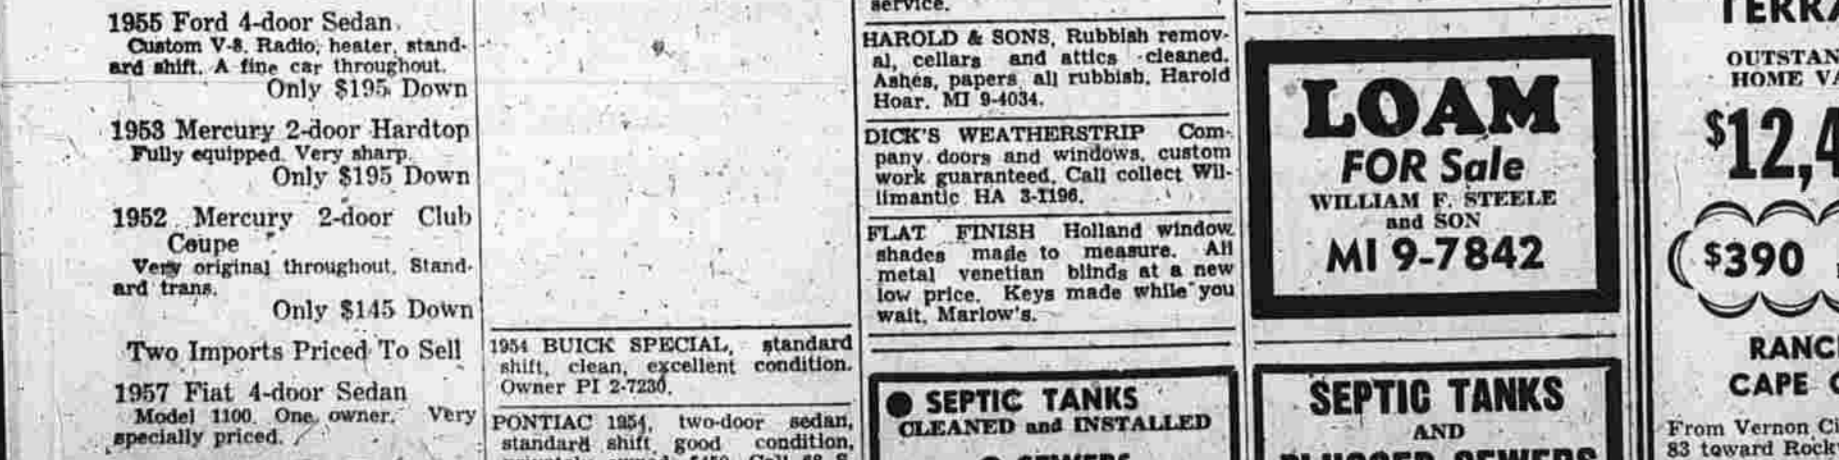 1955 Ford 4-door Sedan
Custom V-8. Radio, heater, stand-
ard shift. A fine car throughout.
Only $195 Down
1953 Mercury 2-door Hardtop
Fully equipped. Very sharp.
Only $195 Down
1952 Mercury 2-door Club
Coupe
Very original throughout. Stand-
ard trans.
Only $145 Down
Two Imports Priced To Sell
1957 Fiat 4-door Sedan
Model 1100. One owner. Very
specially priced.
1954 BUICK SPECIAL, standard
shift, clean, excellent condition.
Owner PI 2-7230.
PONTIAC 1954, two-door sedan,
standard shift good condition,
service.
HAROLD & SONS, Rubbish remov-
al, cellars and attics cleaned.
Ashes, papers all rubbish. Harold
Hoar. MI 9-4034.
DICK'S WEATHERSTRIP Com-
pany doors and windows, custom
work guaranteed. Call collect Wil-
limantic HA 3-1196.
FLAT FINISH Holland window
shades made to measure. All
metal venetian blinds at a new
low price. Keys made while you
wait. Marlow's.
● SEPTIC TANKS
CLEANED and INSTALLED
LOAM
FOR Sale
WILLIAM F. STEELE
and SON
MI 9-7842
SEPTIC TANKS
AND
PLUGGED SEWERS
OUTSTAN
HOME VA
$12,4
$390
RANC
CAPE
From Vernon Ci
83 toward Rock